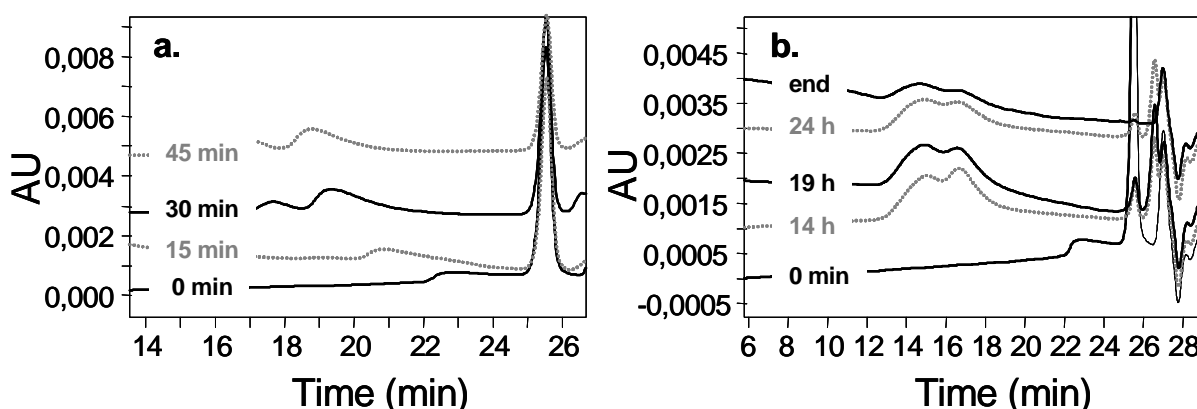 a.
0,008
0,006
0,004
0,002
0,000
AU
45 min
30 min
15 min
0 min
14 16 18 20 22 24 26
Time (min)
b.
0,0045
0,0035
0,0025
0,0015
0,0005
-0,0005
AU
end
24 h
19 h
14 h
0 min
6 8 10 12 14 16 18 20 22 24 26 28
Time (min)